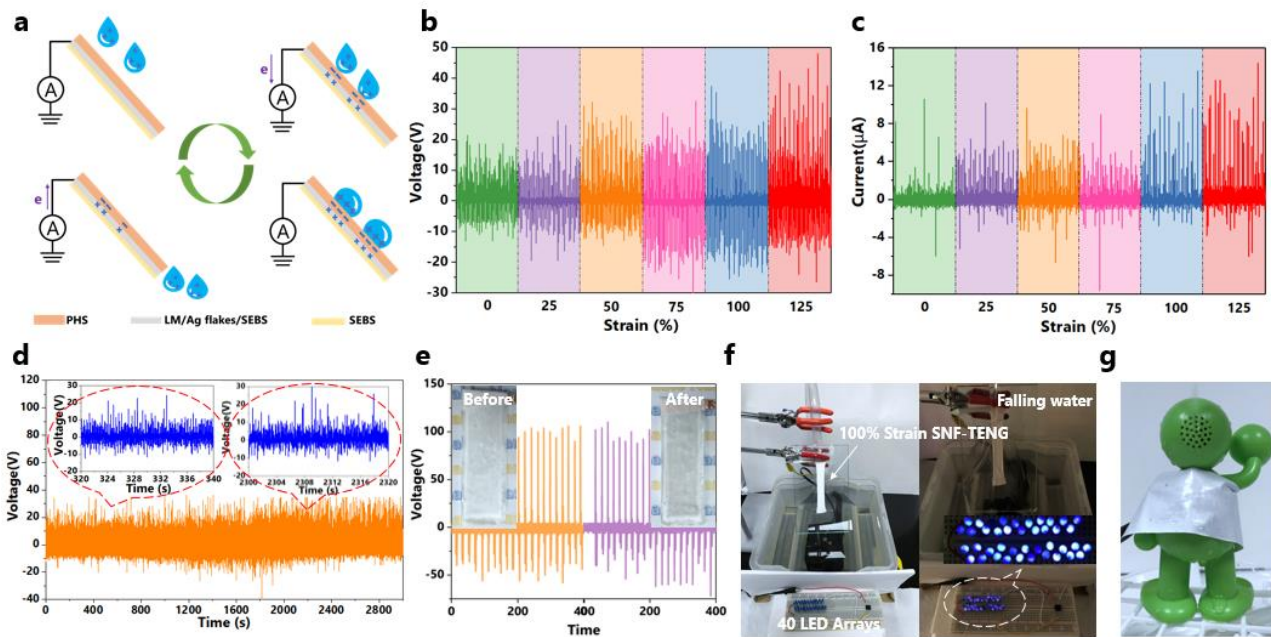 a
e
A
A
e
A
A
PHS
LM/Ag flakes/SEBS
SEBS
b
Voltage(V)
50
40
30
20
10
0
-10
-20
-30
0 25 50 75 100 125
Strain (%)
c
Current(μA)
16
12
8
4
0
-4
-8
0 25 50 75 100 125
Strain (%)
d
Voltage(V)
120
100
80
60
40
20
0
-20
-40
0 400 800 1200 1600 2000 2400 2800
Time (s)
Voltage(V)
30
20
10
0
-10
-20
320 324 328 332 336 340
Time (s)
Voltage(V)
30
20
10
0
-10
-20
2300 2305 2310 2315 2320
Time (s)
e
Voltage(V)
150
100
50
0
-50
Before
After
0 200 400 200 400
Time
f
100% Strain SNF-TENG
40 LED Arrays
Falling water
g